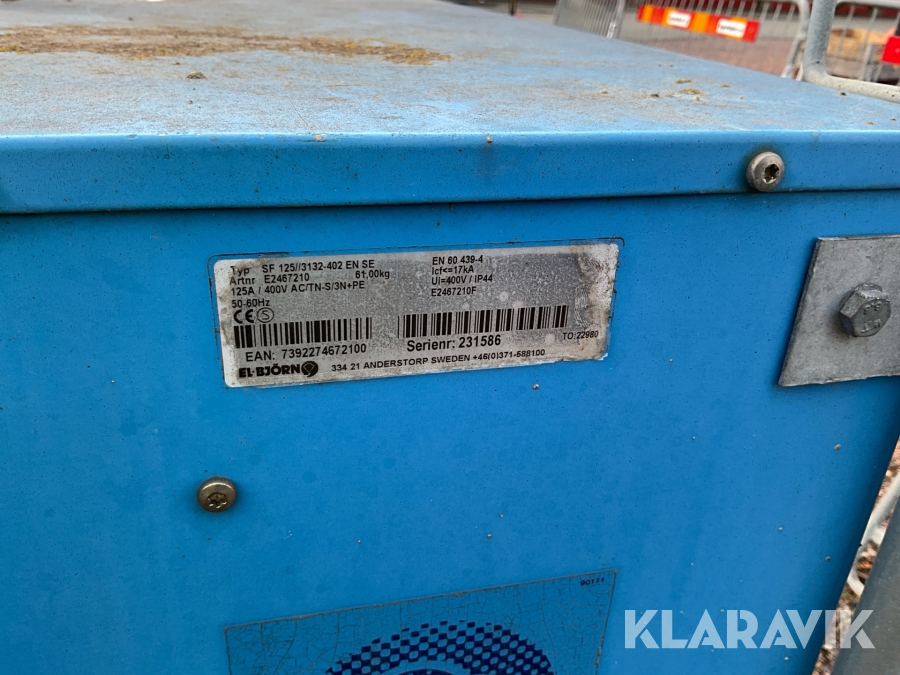 Typ SF 125//3132-402 EN SE
Artnr E2467210 61,00kg
125A / 400V AC/TN-S/3N+PE
50-60Hz
CE S
EAN: 7392274672100
EN 60 439-4
Icf<=17kA
Ui=400V / IP44
E2467210F
Serienr: 231586
TO:22980
EL-BJÖRN 334 21 ANDERSTORP SWEDEN +46(0)371-588100
KLARAVIK